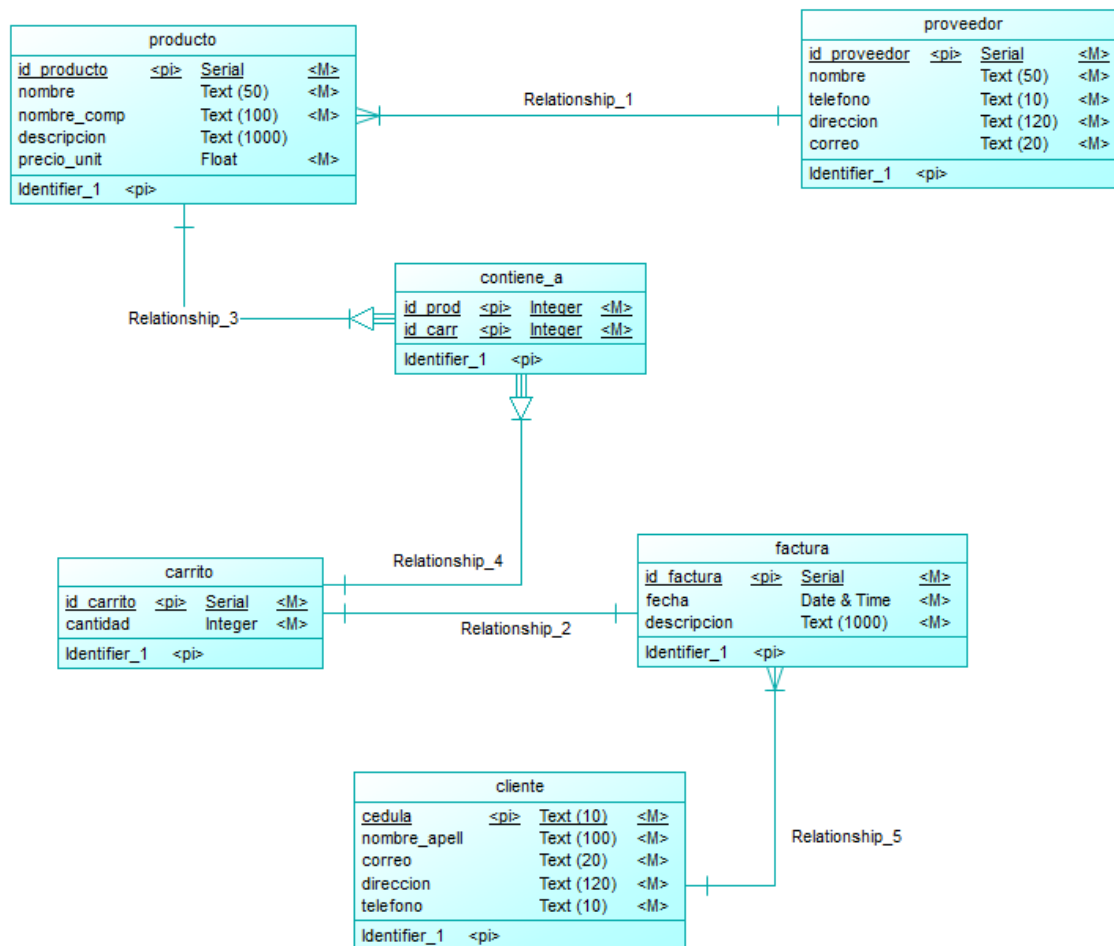 producto
id_producto <pi> Serial <M>
nombre Text (50) <M>
nombre_comp Text (100) <M>
descripcion Text (1000)
precio_unit Float <M>
Identifier_1 <pi>
proveedor
id_proveedor <pi> Serial <M>
nombre Text (50) <M>
telefono Text (10) <M>
direccion Text (120) <M>
correo Text (20) <M>
Identifier_1 <pi>
Relationship_1
contiene_a
id_prod <pi> Integer <M>
id_carr <pi> Integer <M>
Identifier_1 <pi>
Relationship_3
Relationship_4
carrito
id_carrito <pi> Serial <M>
cantidad Integer <M>
Identifier_1 <pi>
Relationship_2
factura
id_factura <pi> Serial <M>
fecha Date & Time <M>
descripcion Text (1000) <M>
Identifier_1 <pi>
cliente
cedula <pi> Text (10) <M>
nombre_apell Text (100) <M>
correo Text (20) <M>
direccion Text (120) <M>
telefono Text (10) <M>
Identifier_1 <pi>
Relationship_5